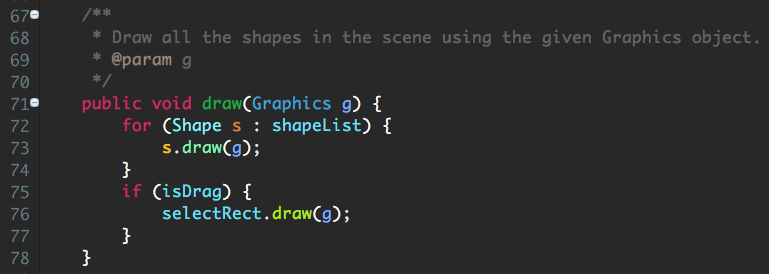 67 /**
68 * Draw all the shapes in the scene using the given Graphics object.
69 * @param g
70 */
71 public void draw(Graphics g) {
72 for (Shape s : shapeList) {
73 s.draw(g);
74 }
75 if (isDrag) {
76 selectRect.draw(g);
77 }
78 }